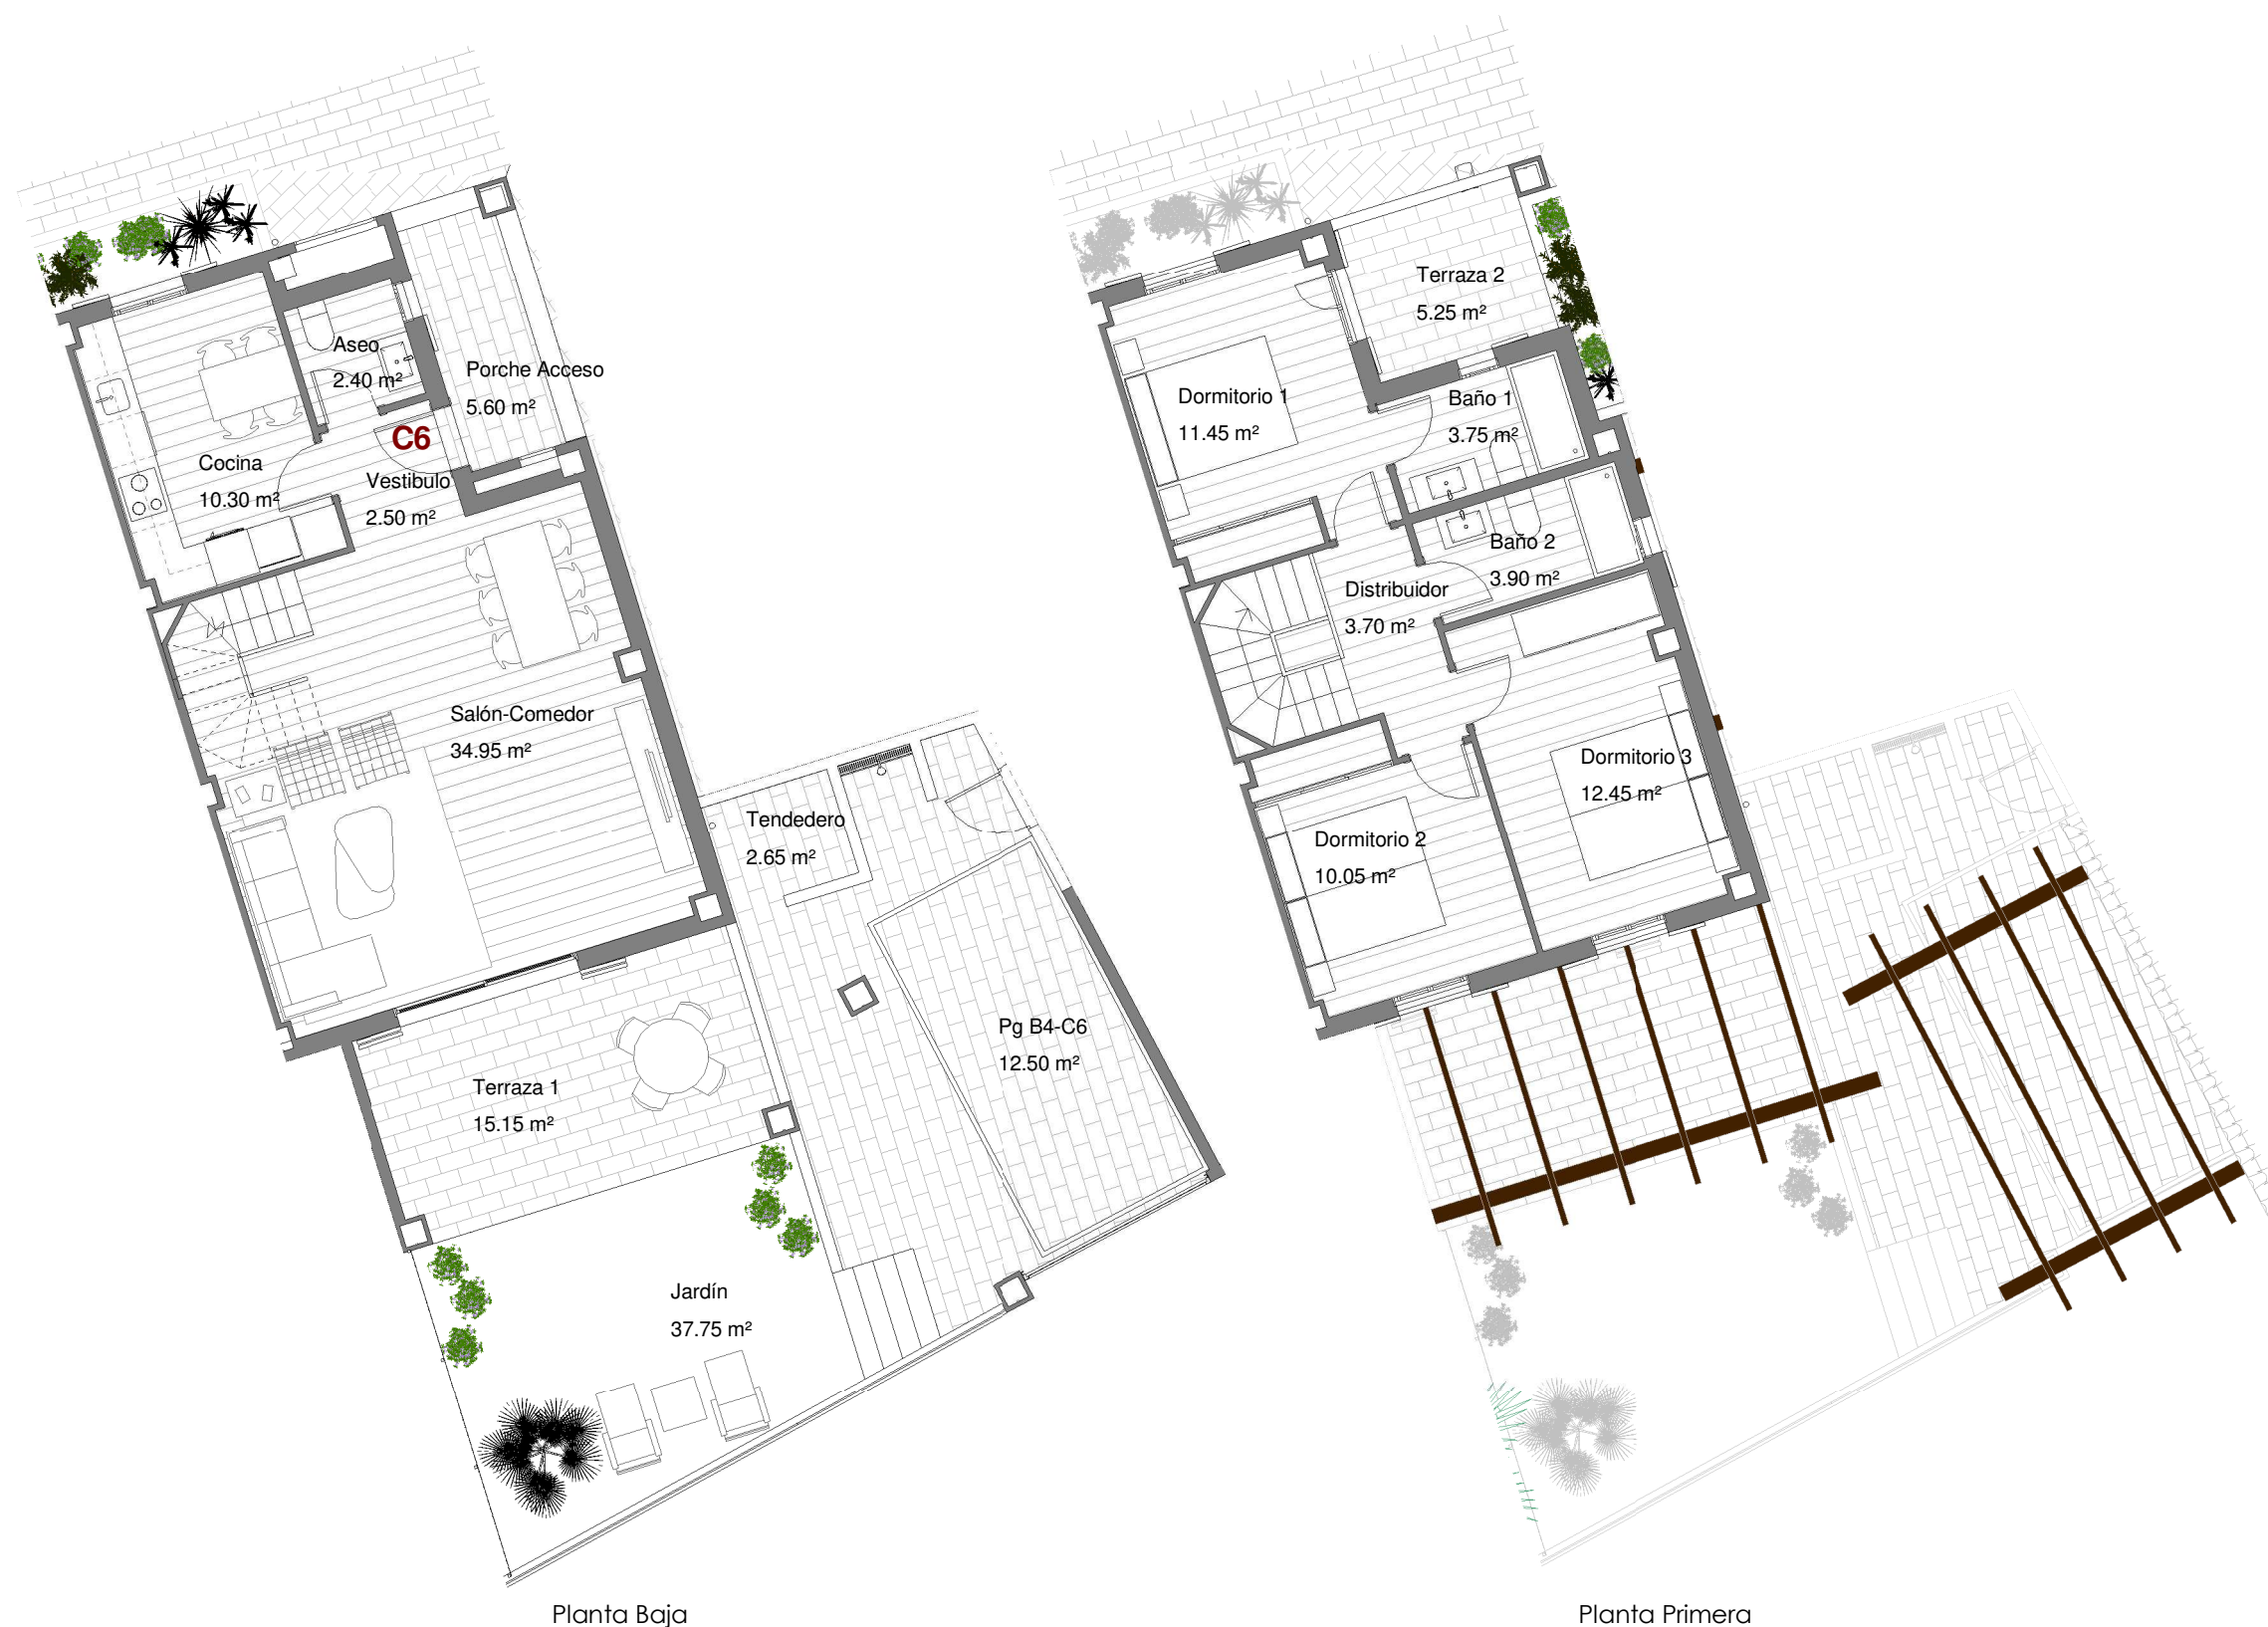 Aseo
2.40 m²
Porche Acceso
5.60 m²
C6
Cocina
10.30 m²
Vestibulo
2.50 m²
Salón-Comedor
34.95 m²
Tendedero
2.65 m²
Pg B4-C6
12.50 m²
Terraza 1
15.15 m²
Jardín
37.75 m²
Planta Baja
Terraza 2
5.25 m²
Dormitorio 1
11.45 m²
Baño 1
3.75 m²
Baño 2
3.90 m²
Distribuidor
3.70 m²
Dormitorio 3
12.45 m²
Dormitorio 2
10.05 m²
Planta Primera